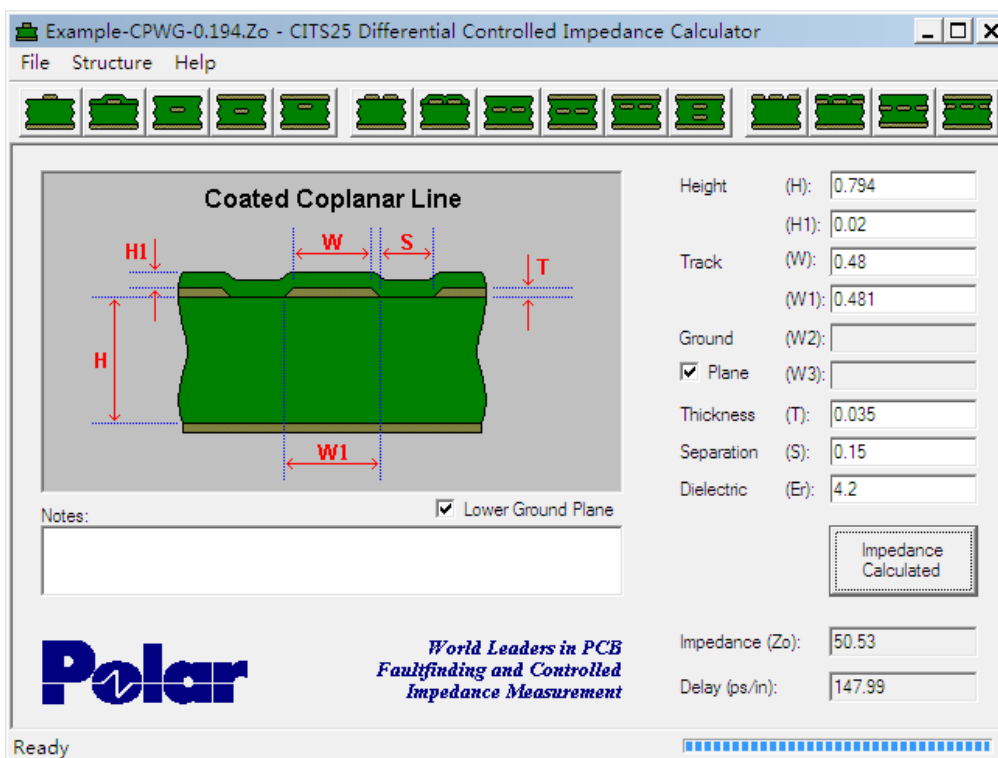 Example-CPWG-0.194.Zo - CITS25 Differential Controlled Impedance Calculator
File Structure Help
Coated Coplanar Line
H1
W
S
T
H
W1
Height (H): 0.794
(H1): 0.02
Track (W): 0.48
(W1): 0.481
Ground (W2):
Plane (W3):
Thickness (T): 0.035
Separation (S): 0.15
Dielectric (Er): 4.2
Lower Ground Plane
Notes:
Impedance
Calculated
Polar
World Leaders in PCB
Faultfinding and Controlled
Impedance Measurement
Impedance (Zo): 50.53
Delay (ps/in): 147.99
Ready